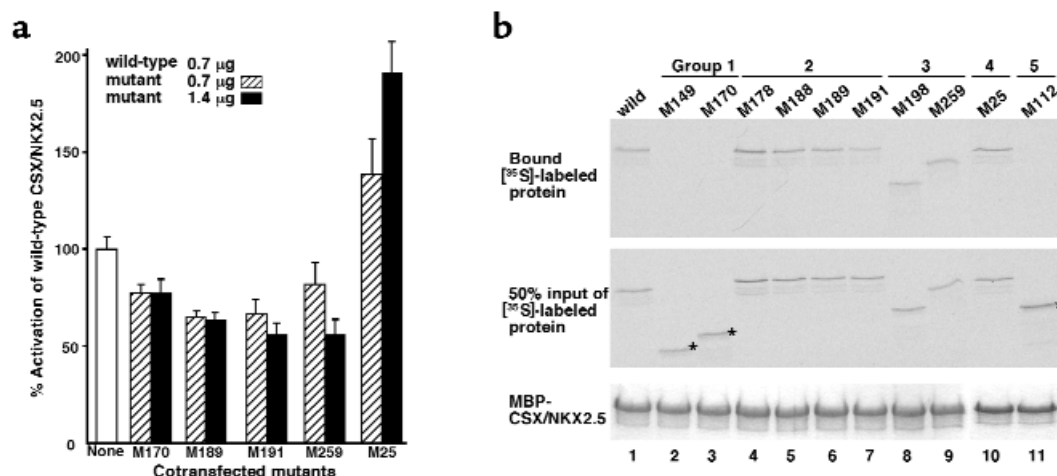 a
% Activation of wild-type CSX/NKX2.5
200
150
100
50
0
wild-type 0.7 µg
mutant 0.7 µg
mutant 1.4 µg
None M170 M189 M191 M259 M25
Cotransfected mutants
b
Group 1 2 3 4 5
wild M149 M170 M178 M188 M189 M191 M198 M259 M25 M112
Bound
[³⁵S]-labeled
protein
50% input of
[³⁵S]-labeled
protein
* * *
MBP-
CSX/NKX2.5
1 2 3 4 5 6 7 8 9 10 11